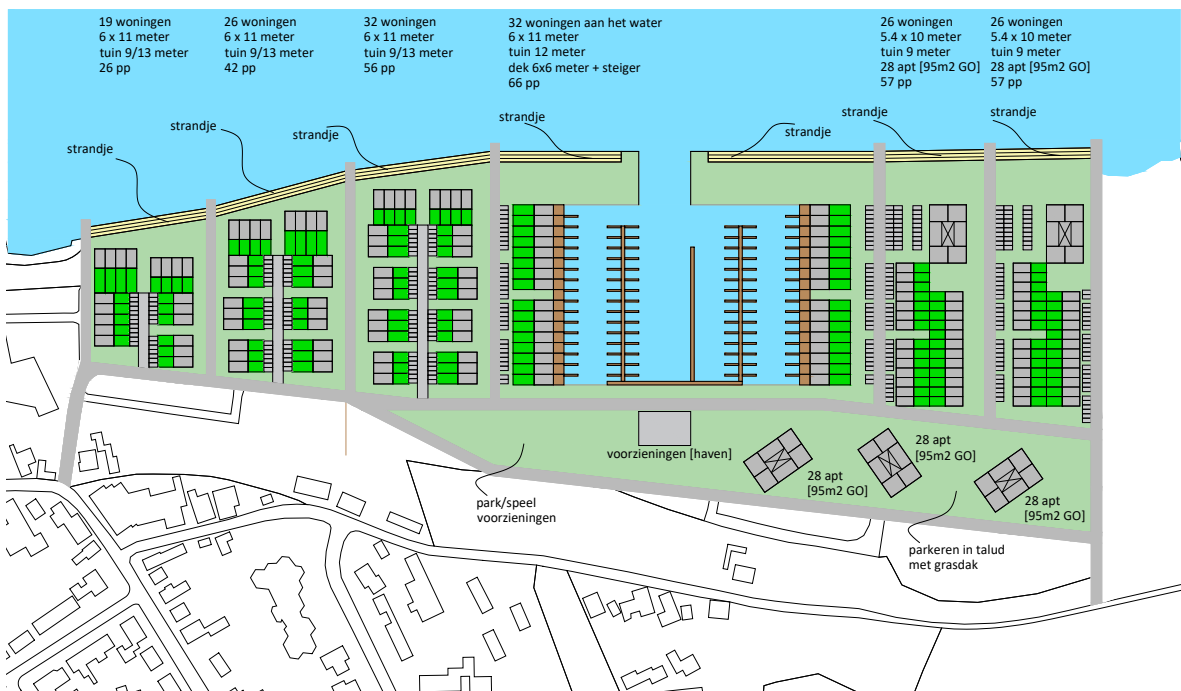 19 woningen
6 x 11 meter
tuin 9/13 meter
26 pp
26 woningen
6 x 11 meter
tuin 9/13 meter
42 pp
32 woningen
6 x 11 meter
tuin 9/13 meter
56 pp
32 woningen aan het water
6 x 11 meter
tuin 12 meter
dek 6x6 meter + steiger
66 pp
26 woningen
5.4 x 10 meter
tuin 9 meter
28 apt [95m2 GO]
57 pp
26 woningen
5.4 x 10 meter
tuin 9 meter
28 apt [95m2 GO]
57 pp
strandje
strandje
strandje
strandje
strandje
strandje
strandje
voorzieningen [haven]
28 apt
[95m2 GO]
28 apt
[95m2 GO]
28 apt
[95m2 GO]
park/speel
voorzieningen
parkeren in talud
met grasdak